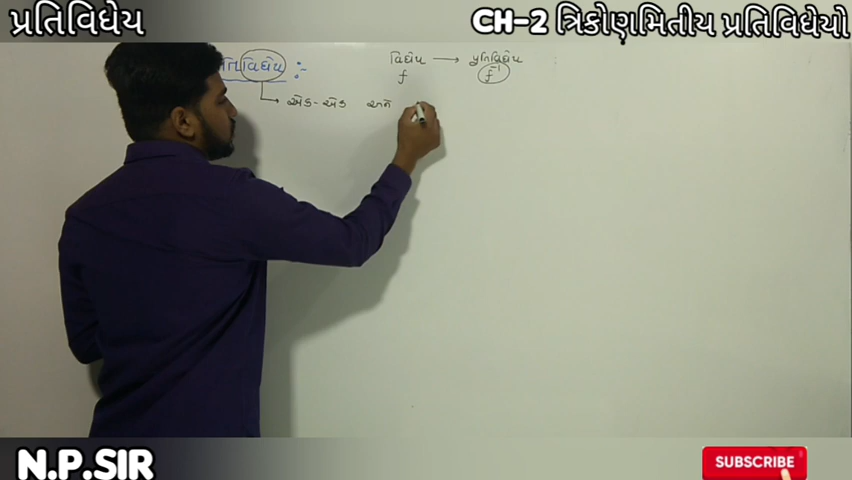 પ્રતિવિધેય
CH-2 ત્રિકોણમિતીય પ્રતિવિધેયો
વિધેય :-
વિધેય → પ્રતિવિધેય
f f⁻¹
એક-એક અને
N.P.SIR
SUBSCRIBE